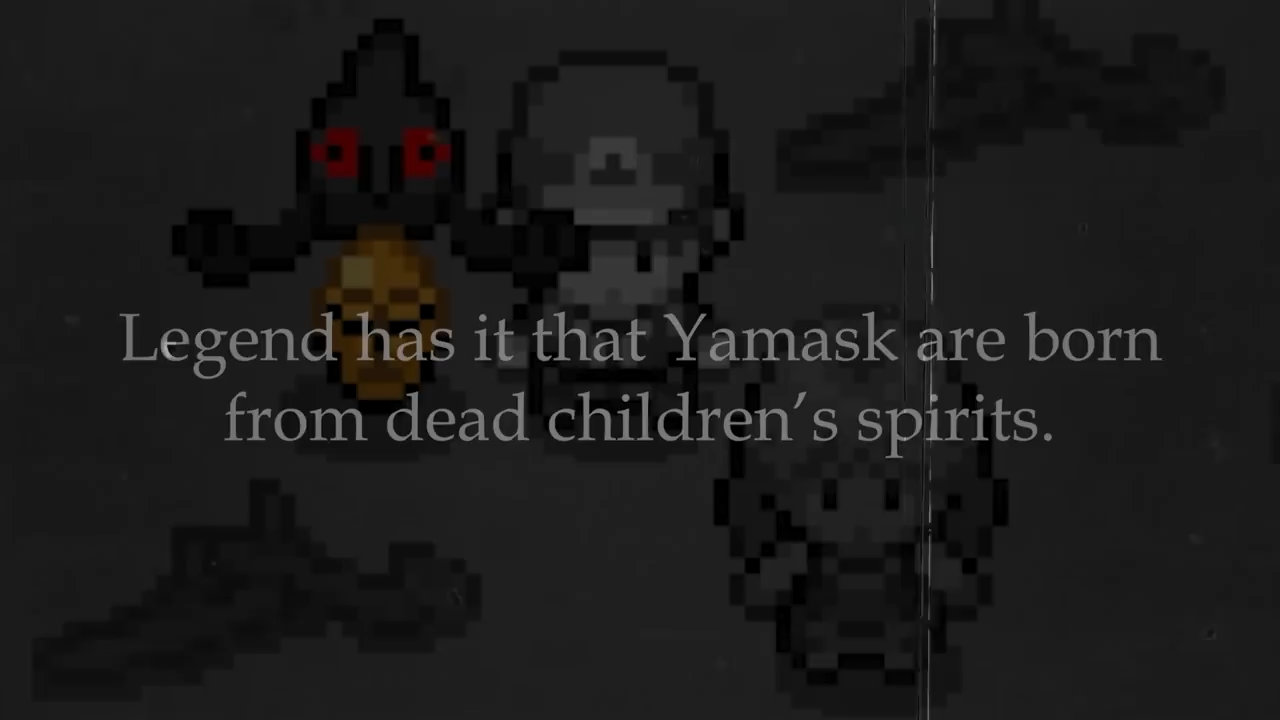 Legend has it that Yamask are born
from dead children’s spirits.